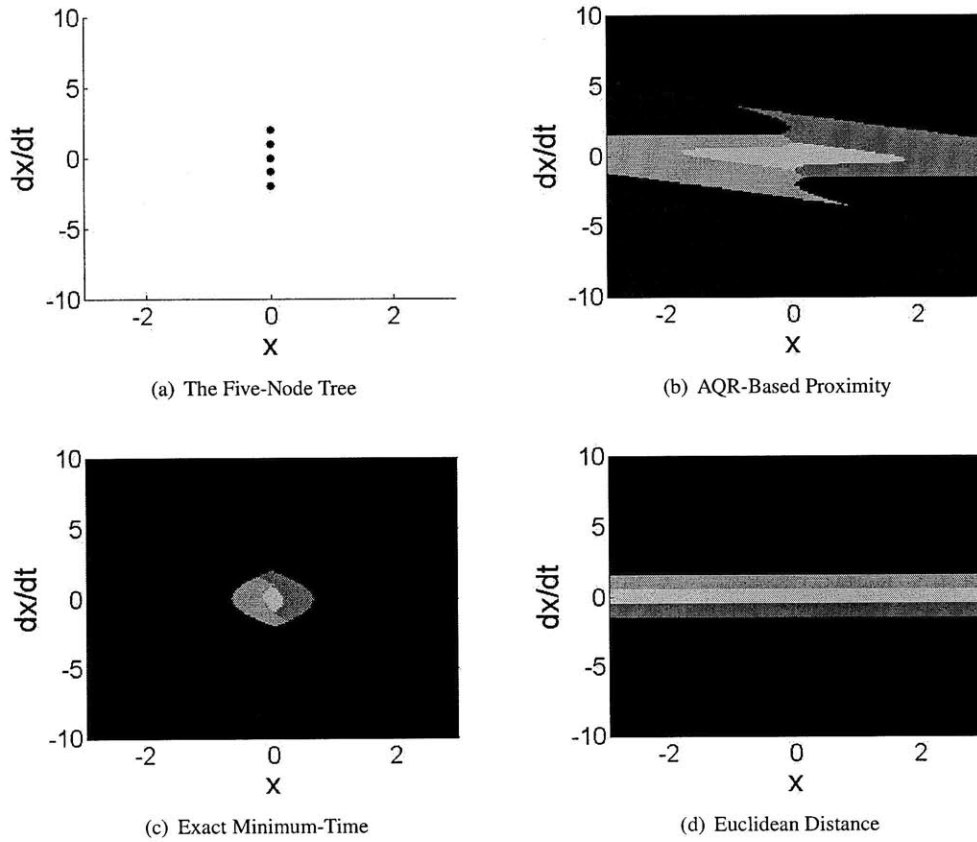 10
5
0
-5
-10
dx/dt
-2 0 2
x
(a) The Five-Node Tree
10
5
0
-5
-10
dx/dt
-2 0 2
x
(b) AQR-Based Proximity
10
5
0
-5
-10
dx/dt
-2 0 2
x
(c) Exact Minimum-Time
10
5
0
-5
-10
dx/dt
-2 0 2
x
(d) Euclidean Distance